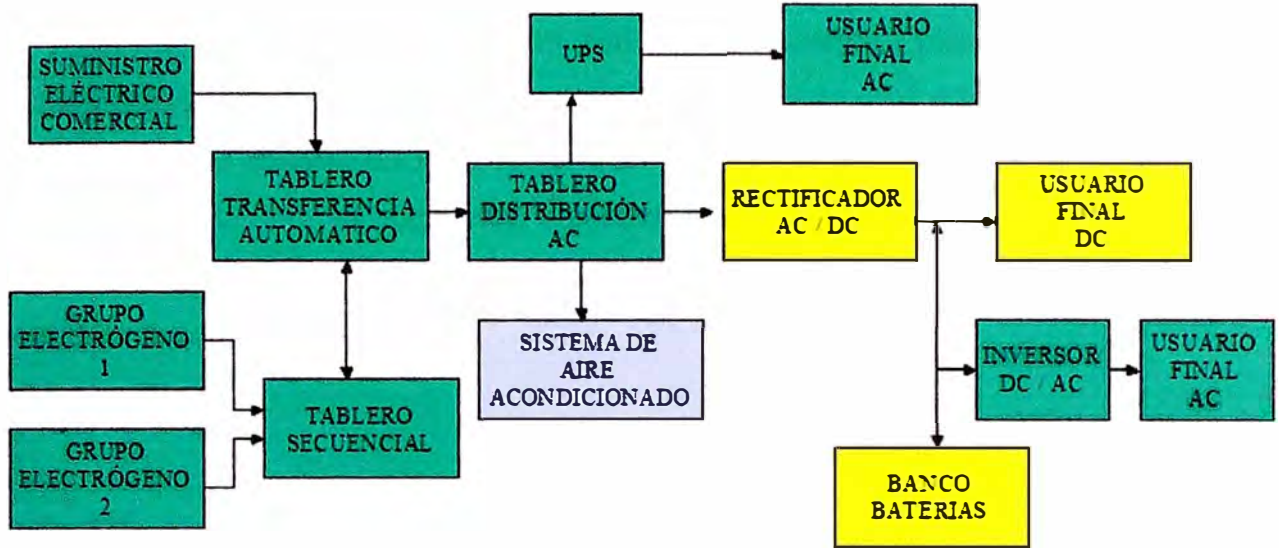 SUMINISTRO
ELÉCTRICO
COMERCIAL
UPS
USUARIO
FINAL
AC
TABLERO
TRANSFERENCIA
AUTOMATICO
TABLERO
DISTRIBUCIÓN
AC
RECTIFICADOR
AC / DC
USUARIO
FINAL
DC
GRUPO
ELECTRÓGENO
1
SISTEMA DE
AIRE
ACONDICIONADO
INVERSOR
DC / AC
USUARIO
FINAL
AC
TABLERO
SECUENCIAL
GRUPO
ELECTRÓGENO
2
BANCO
BATERIAS